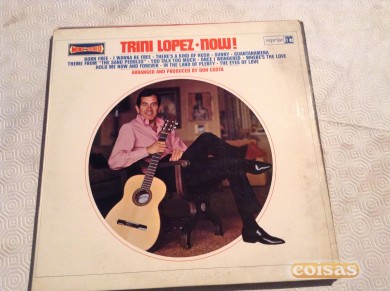 TRINI LOPEZ • NOW!
reprise
BORN FREE • I WANNA BE FREE • THERE'S A KIND OF HUSH • SUNNY • GUANTANAMERA
THEME FROM "THE SAND PEBBLES" • YOU TALK TOO MUCH • ONCE I WONDERED • WHERE'S THE LOVE
HOLD ME NOW AND FOREVER • IN THE LAND OF PLENTY • THE EYES OF LOVE
ARRANGED AND PRODUCED BY DON COSTA
coisas